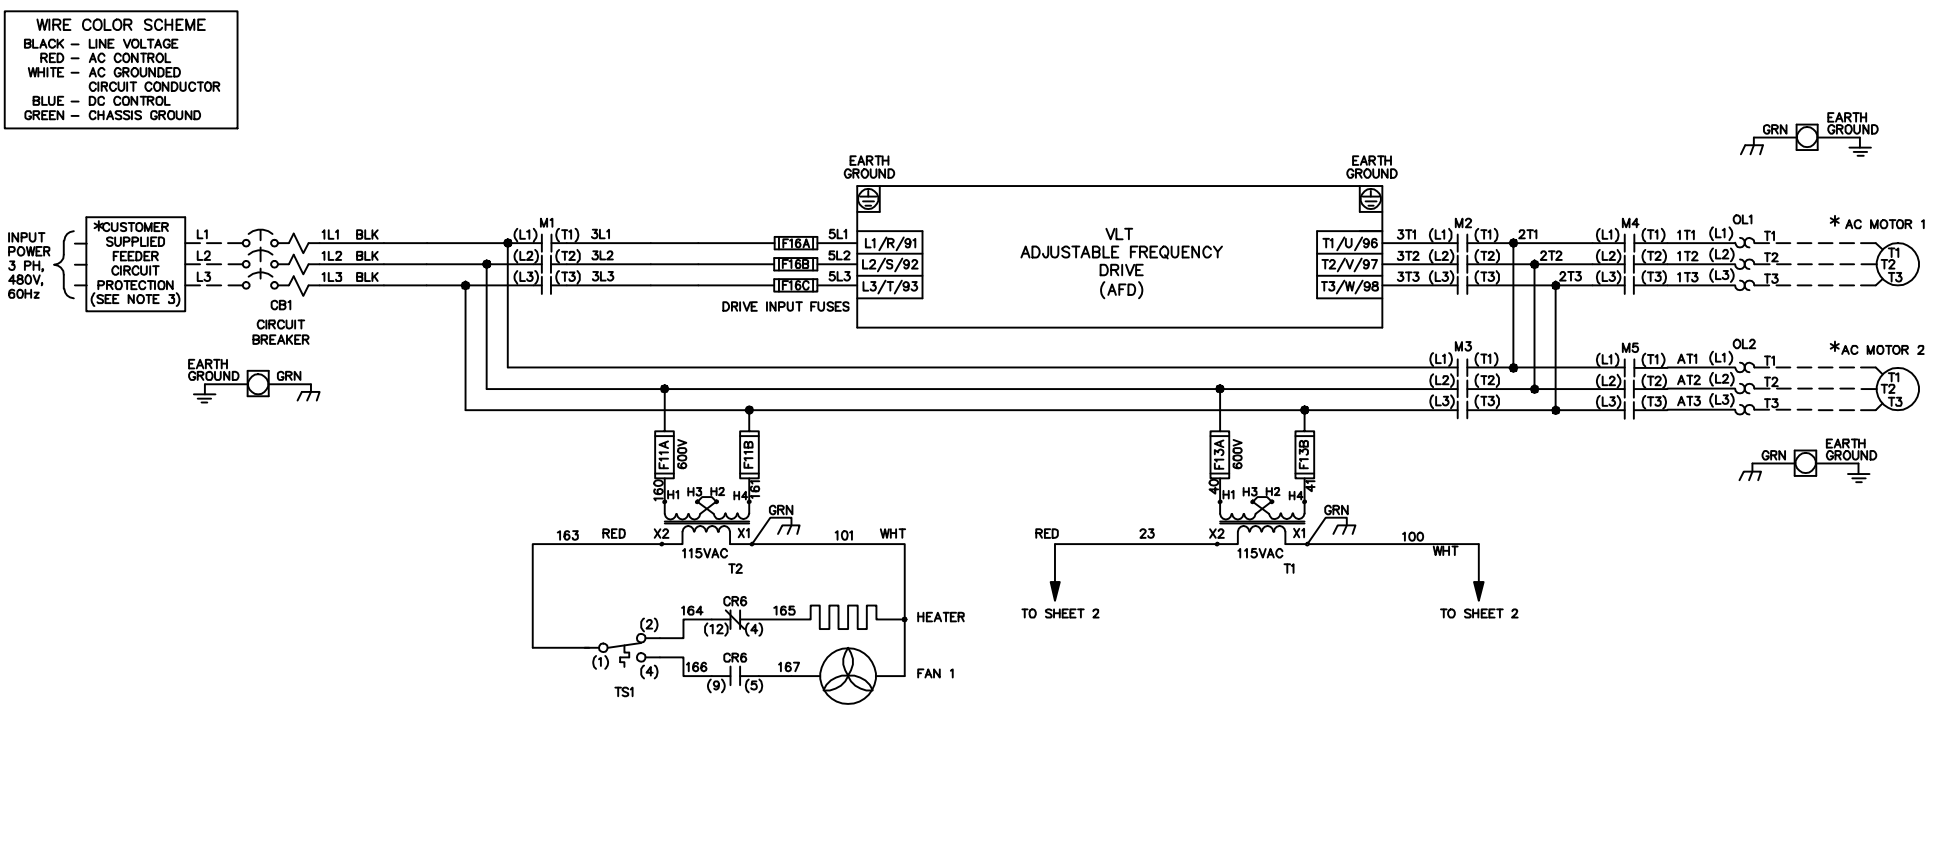 WIRE COLOR SCHEME
BLACK - LINE VOLTAGE
RED - AC CONTROL
WHITE - AC GROUNDED
CIRCUIT CONDUCTOR
BLUE - DC CONTROL
GREEN - CHASSIS GROUND
EARTH
GRN GROUND
EARTH
GROUND
EARTH
GROUND
INPUT
POWER
3 PH,
480V,
60Hz
*CUSTOMER
SUPPLIED
FEEDER
CIRCUIT
PROTECTION
(SEE NOTE 3)
L1
L2
L3
CB1
CIRCUIT
BREAKER
1L1 BLK
1L2 BLK
1L3 BLK
M1
(L1) (T1) 3L1
(L2) (T2) 3L2
(L3) (T3) 3L3
F16A 5L1
F16B 5L2
F16C 5L3
DRIVE INPUT FUSES
L1/R/91
L2/S/92
L3/T/93
VLT
ADJUSTABLE FREQUENCY
DRIVE
(AFD)
T1/U/96
T2/V/97
T3/W/98
M2
3T1 (L1) (T1) 2T1
3T2 (L2) (T2) 2T2
3T3 (L3) (T3) 2T3
M4
(L1) (T1) 1T1 (L1)
(L2) (T2) 1T2 (L2)
(L3) (T3) 1T3 (L3)
OL1
T1
T2
T3
* AC MOTOR 1
T1
T2
T3
EARTH
GROUND GRN
M3
(L1) (T1)
(L2) (T2)
(L3) (T3)
M5
(L1) (T1) AT1 (L1)
(L2) (T2) AT2 (L2)
(L3) (T3) AT3 (L3)
OL2
T1
T2
T3
*AC MOTOR 2
T1
T2
T3
EARTH
GRN GROUND
F11A
600V
F11B
160
161
H1 H3 H2 H4
GRN
163 RED X2 X1 101 WHT
115VAC
T2
F13A
600V
F13B
40
41
H1 H3 H2 H4
GRN
RED 23 X2 X1 100
WHT
115VAC
T1
TO SHEET 2
TO SHEET 2
164 CR6 165
(12) (4)
HEATER
(2)
(1)
(4)
TS1
166 CR6 167
(9) (5)
FAN 1